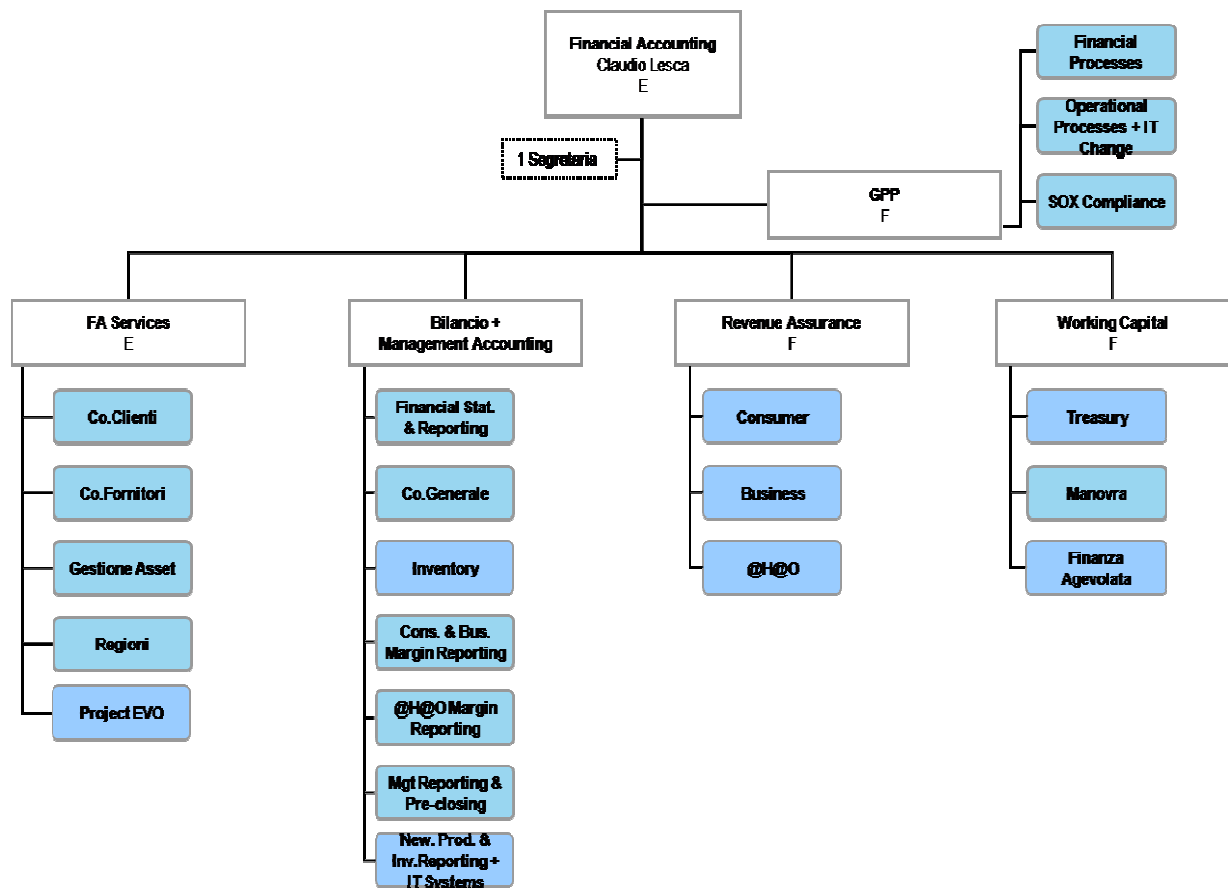 Financial Accounting
Claudio Lesca
E
Financial
Processes
Operational
Processes + IT
Change
1 Segretaria
GPP
F
SOX Compliance
FA Services
E
Bilancio +
Management Accounting
Revenue Assurance
F
Working Capital
F
Co.Clienti
Co.Fornitori
Gestione Asset
Regioni
Project EVO
Financial Stat.
& Reporting
Co.Generale
Inventory
Cons. & Bus.
Margin Reporting
@H@O Margin
Reporting
Mgt Reporting &
Pre-closing
New. Prod. &
Inv.Reporting +
IT Systems
Consumer
Business
@H@O
Treasury
Manovra
Finanza
Agevolata